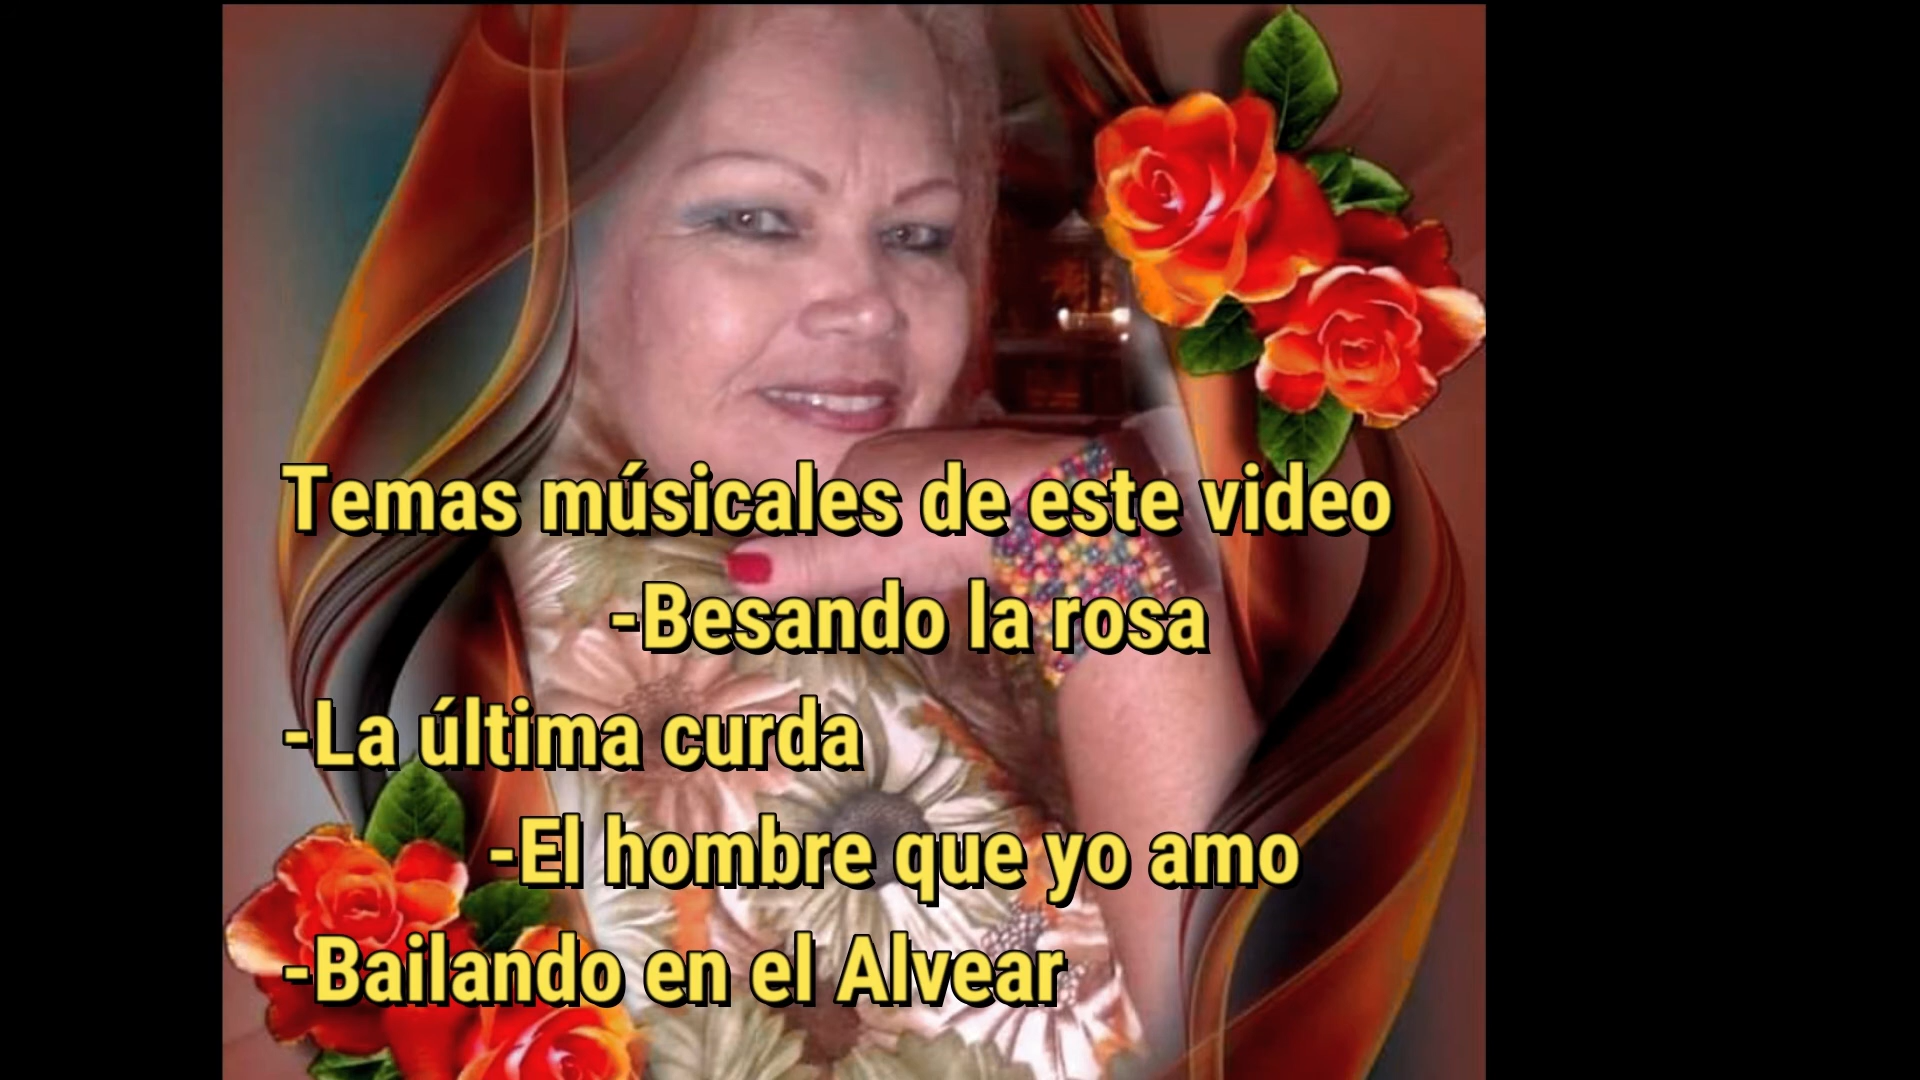 Temas músicales de este video
-Besando la rosa
-La última curda
-El hombre que yo amo
-Bailando en el Alvear